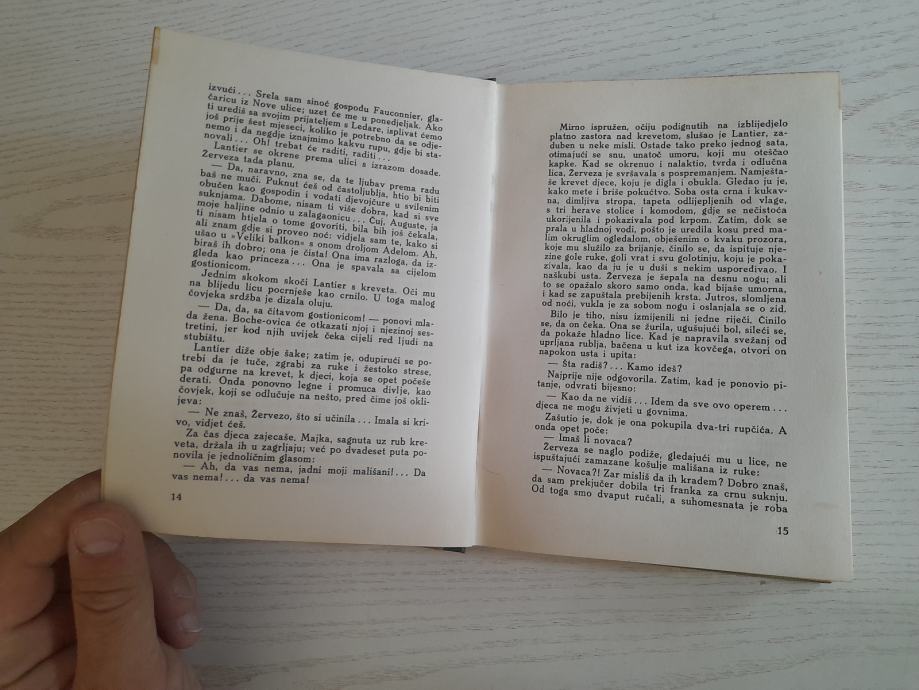 izvući... Srela sam sinoć gospođu Fauconnier, gla-
čaricu iz Nove ulice; uzet će me u ponedjeljak. Ako
ti urediš sa svojim prijateljem s Ledare, isplivat ćemo
još prije šest mjeseci, koliko je potrebno da se odje-
nemo i da negdje iznajmimo kakvu rupu, gdje bi sta-
novali... Oh! trebat će raditi, raditi...
Lantier se okrene prema ulici s izrazom dosade.
Žerveza tada planu.
— Da, naravno, zna se, da te ljubav prema radu
baš ne muči. Puknut ćeš od častoljublja, htio bi biti
obučen kao gospodin i vodati djevojčure u svilenim
suknjama. Dabome, nisam ti više dobra, kad si sve
moje haljine odnio u zalagaonicu... Čuj, Auguste, ja
ti nisam htjela o tome govoriti, bila bih još čekala,
ali znam gdje si proveo noć: vidjela sam te, kako si
ušao u »Veliki balkon« s onom droljom Adelom. Ah,
biraš ih dobro; ona je čista! Ona ima razloga, da iz-
gleda kao princeza... Ona je spavala sa cijelom
gostionicom.
Jednim skokom skoči Lantier s kreveta. Oči mu
na blijedu licu pocrnješe kao crnilo. U toga malog
čovjeka srdžba je dizala oluju.
— Da, da, sa čitavom gostionicom! — ponovi mla-
da žena. Boche-ovica će otkazati njoj i njezinoj ses-
tretini, jer kod njih uvijek čeka cijeli red ljudi na
stubištu.
Lantier diže obje šake; zatim je, odupirući se po-
trebi da je tuče, zgrabi za ruke i žestoko strese,
pa odgurne na krevet, k djeci, koja se opet počeše
derati. Onda ponovno legne i promuca divlje, kao
čovjek, koji se odlučuje na nešto, pred čime još okli-
jeva:
— Ne znaš, Žervezo, što si učinila... Imala si kri-
vo, vidjet ćeš.
Za čas djeca zajecaše. Majka, sagnuta uz rub kre-
veta, držala ih u zagrljaju; već po dvadeset puta po-
novila je jednoličnim glasom:
— Ah, da vas nema, jadni moji mališani!... Da
vas nema!... da vas nema!
14
Mirno ispružen, očiju podignutih na izblijedjelo
platno zastora nad krevetom, slušao je Lantier, za-
duben u neke misli. Ostade tako preko jednog sata,
otimajući se snu, unatoč umoru, koji mu oteščao
kapke. Kad se okrenuo i nalaktio, tvrda i odlučna
lica, Žerveza je svršavala s pospremanjem. Namješta-
še krevet djece, koju je digla i obukla. Gledao ju je,
kako mete i briše pokućtvo. Soba osta crna i kukav-
na, dimljiva stropa, tapeta odlijepljenih od vlage,
s tri herave stolice i komodom, gdje se nečistoća
ukorijenila i pokazivala pod krpom. Zatim, dok se
prala u hladnoj vodi, pošto je uredila kosu pred ma-
lim okruglim ogledalom, obješenim o kvaku prozora,
koje mu služilo za brijanje, činilo se, da ispituje nje-
zine gole ruke, goli vrat i svu golotinju, koju je poka-
zivala, kao da ju je u duši s nekim uspoređivao. I
naškubi usta. Žerveza je šepala na desnu nogu; ali
to se opažalo skoro samo onda, kad bijaše umorna,
i kad se zapuštala prebijenih krsta. Jutros, slomljena
od noći, vukla je za sobom nogu i oslanjala se o zid.
Bilo je tiho, nisu izmijenili ni jedne riječi. Činilo
se, da on čeka. Ona se žurila, ugušujući bol, sileći se,
da pokaže hladno lice. Kad je napravila svežanj od
uprljana rublja, bačena u kut iza kovčega, otvori on
napokon usta i upita:
— Šta radiš?... Kamo ideš?
Najprije nije odgovorila. Zatim, kad je ponovio pi-
tanje, odvrati bijesno:
— Kao da ne vidiš... Idem da sve ovo operem...
djeca ne mogu živjeti u govnima.
Zašutio je, dok je ona pokupila dva-tri rupčića. A
onda opet poče:
— Imaš li novaca?
Žerveza se naglo podiže, gledajući mu u lice, ne
ispuštajući zamazane košulje mališana iz ruke:
— Novaca?! Zar misliš da ih kradem? Dobro znaš,
da sam prekjučer dobila tri franka za crnu suknju.
Od toga smo dvaput ručali, a suhomesnata je roba
15